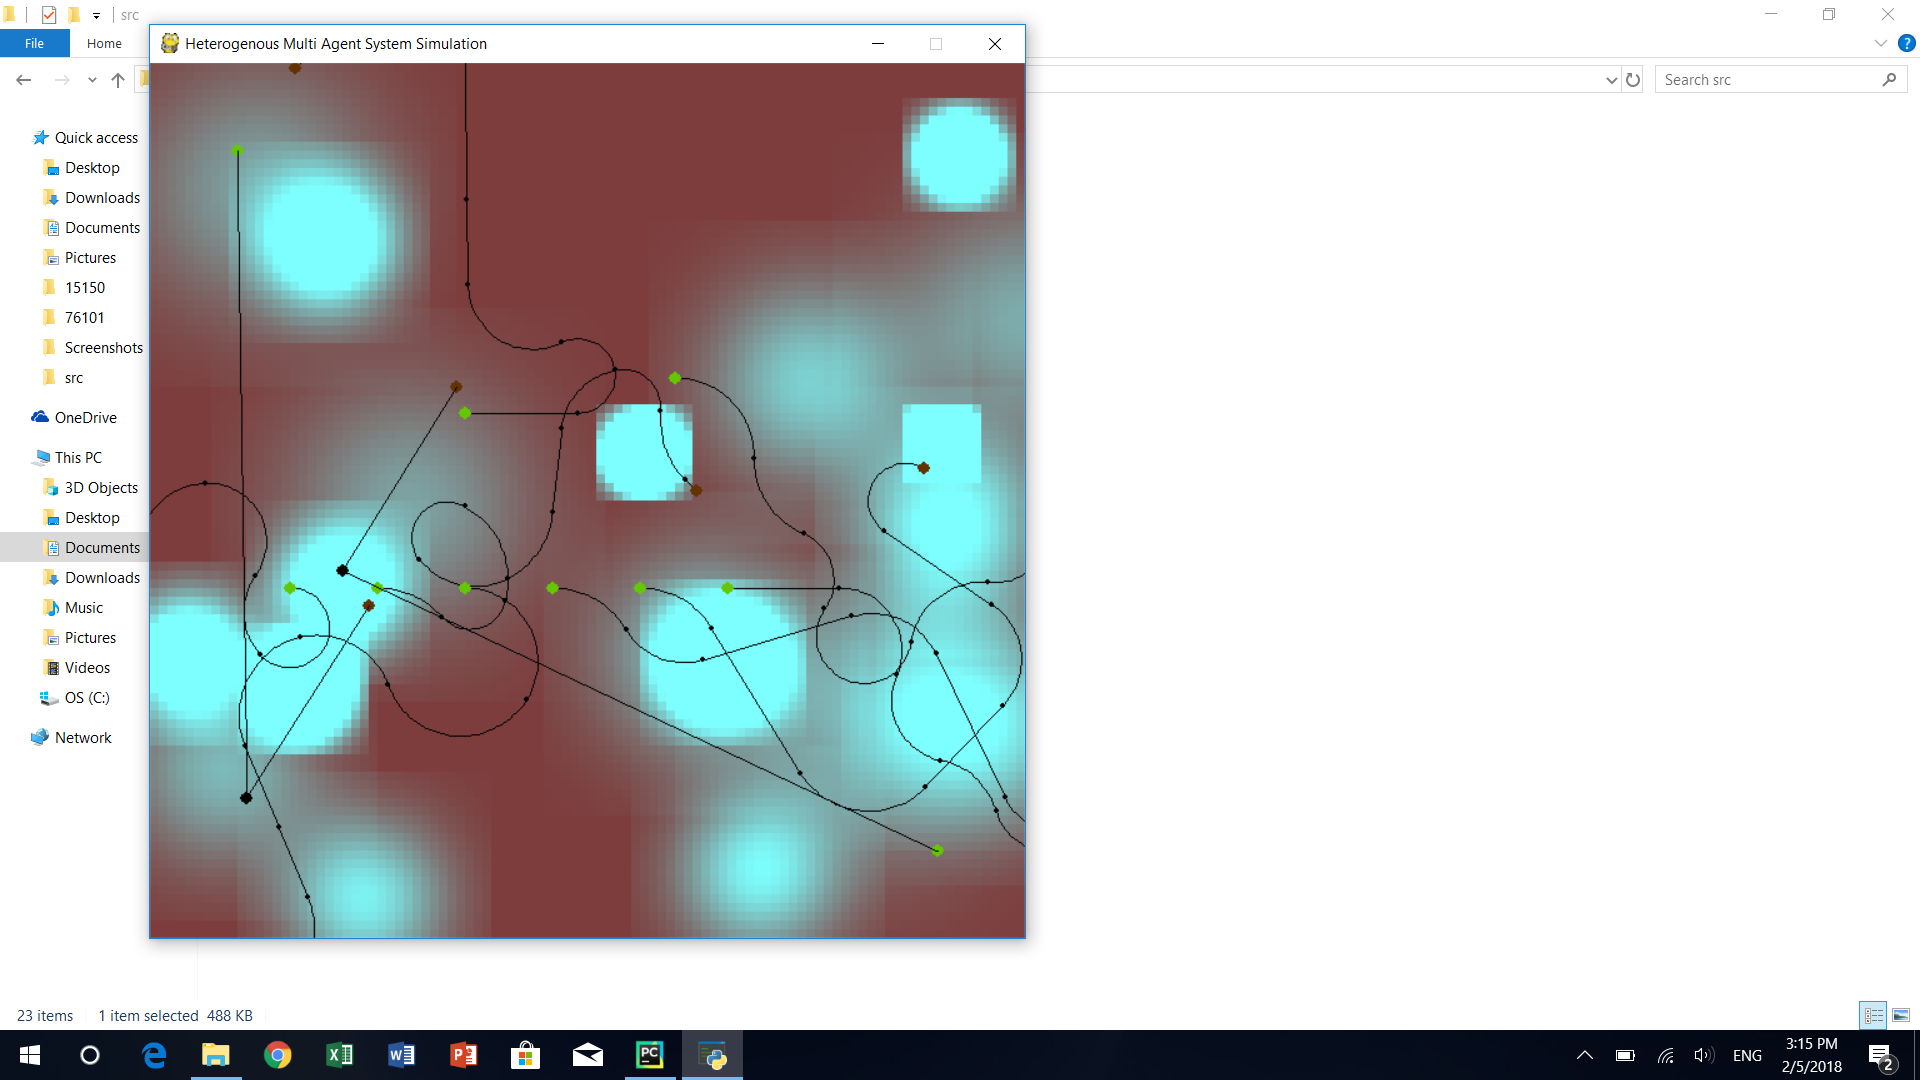 src
File
Home
Heterogenous Multi Agent System Simulation
?
Search src
Quick access
Desktop
Downloads
Documents
Pictures
15150
76101
Screenshots
src
OneDrive
This PC
3D Objects
Desktop
Documents
Downloads
Music
Pictures
Videos
OS (C:)
Network
23 items
1 item selected 488 KB
PC
ENG
3:15 PM
2/5/2018
2